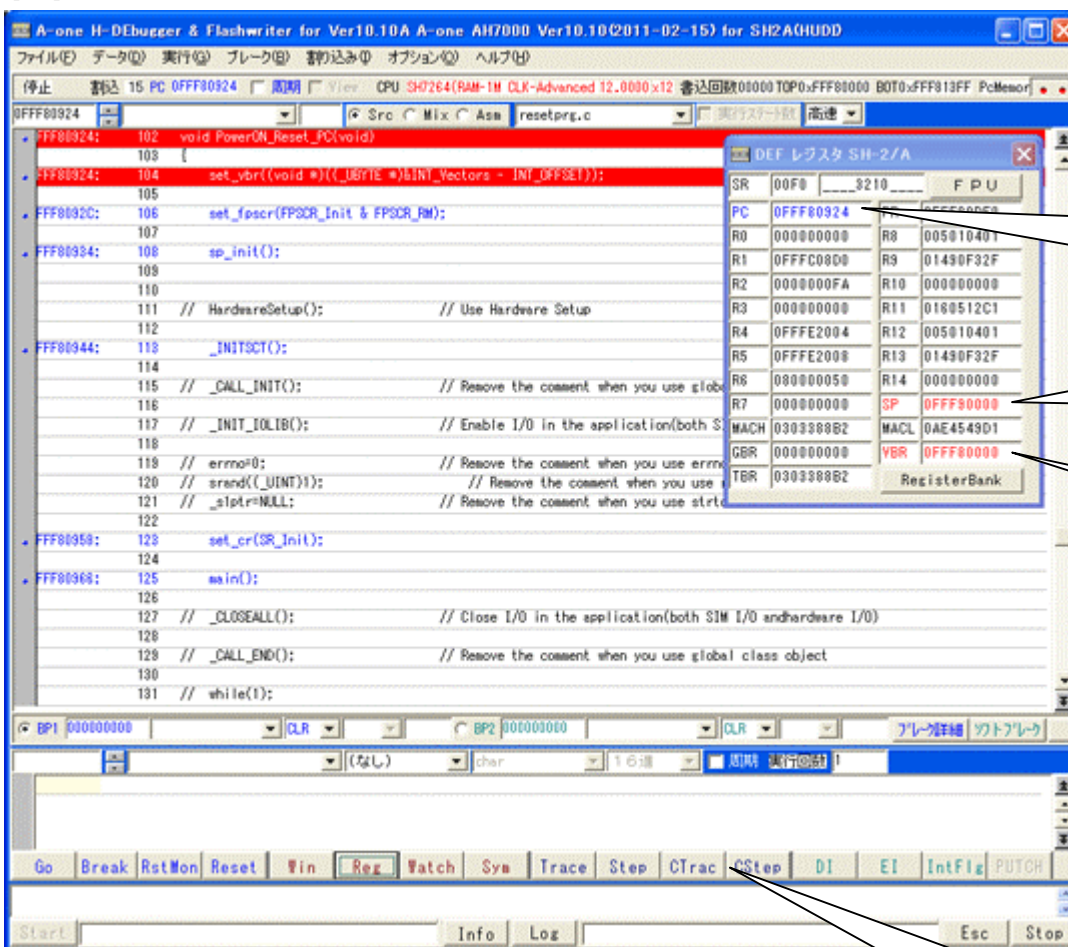 A-one H-DEbugger & Flashwriter for Ver10.10A A-one AH7000 Ver10.10(2011-02-15) for SH2A(HUDI)
ファイル(F) データ(D) 実行(G) ブレーク(B) 割り込み(I) オプション(O) ヘルプ(H)
停止 割込 15 PC 0FFF80924 周期 View CPU SH7264(RAM-1M CLK-Advanced 12.0000x12 書込回数00000 TOP0xFFF80000 BOT0xFFF813FF PcMemor
0FFF80924 Src Mix Asm resetprg.c 実行ステート数 高速
FFF80924: 102 void PowerON_Reset_PC(void)
103 {
FFF80924: 104 set_vbr((void *)((_UBYTE *)&INT_Vectors - INT_OFFSET));
105
FFF8092C: 106 set_fpscr(FPSCR_Init & FPSCR_RM);
107
FFF80934: 108 sp_init();
109
110
111 // HardwareSetup(); // Use Hardware Setup
112
FFF80944: 113 _INITSCT();
114
115 // _CALL_INIT(); // Remove the comment when you use glob
116
117 // _INIT_IOLIB(); // Enable I/O in the application(both S
118
119 // errno=0; // Remove the comment when you use errn
120 // srand((_UINT)1); // Remove the comment when you use
121 // _s1ptr=NULL; // Remove the comment when you use strt
122
FFF80958: 123 set_cr(SR_Init);
124
FFF80966: 125 main();
126
127 // _CLOSEALL(); // Close I/O in the application(both SIM I/O andhardware I/O)
128
129 // _CALL_END(); // Remove the comment when you use global class object
130
131 // while(1);
DEF レジスタ SH-2/A
SR 00F0 ____3210____ FPU
PC 0FFF80924
R0 000000000 R8 005010401
R1 0FFFC08D0 R9 01490F32F
R2 0000000FA R10 000000000
R3 000000000 R11 0160512C1
R4 0FFFE2004 R12 005010401
R5 0FFFE2008 R13 01490F32F
R6 080000050 R14 000000000
R7 000000000 SP 0FFF90000
MACH 0303388B2 MACL 0AE4549D1
GBR 000000000 VBR 0FFF80000
TBR 0303388B2 RegisterBank
BP1 000000000 CLR BP2 000000000 CLR ブレーク詳細 ソフトブレーク
(なし) char 16進 周期 実行回数 1
Go Break RstMon Reset Win Reg Watch Sym Trace Step CTrac CStep DI EI IntFlg PUTCH
Start Info Log Esc Stop